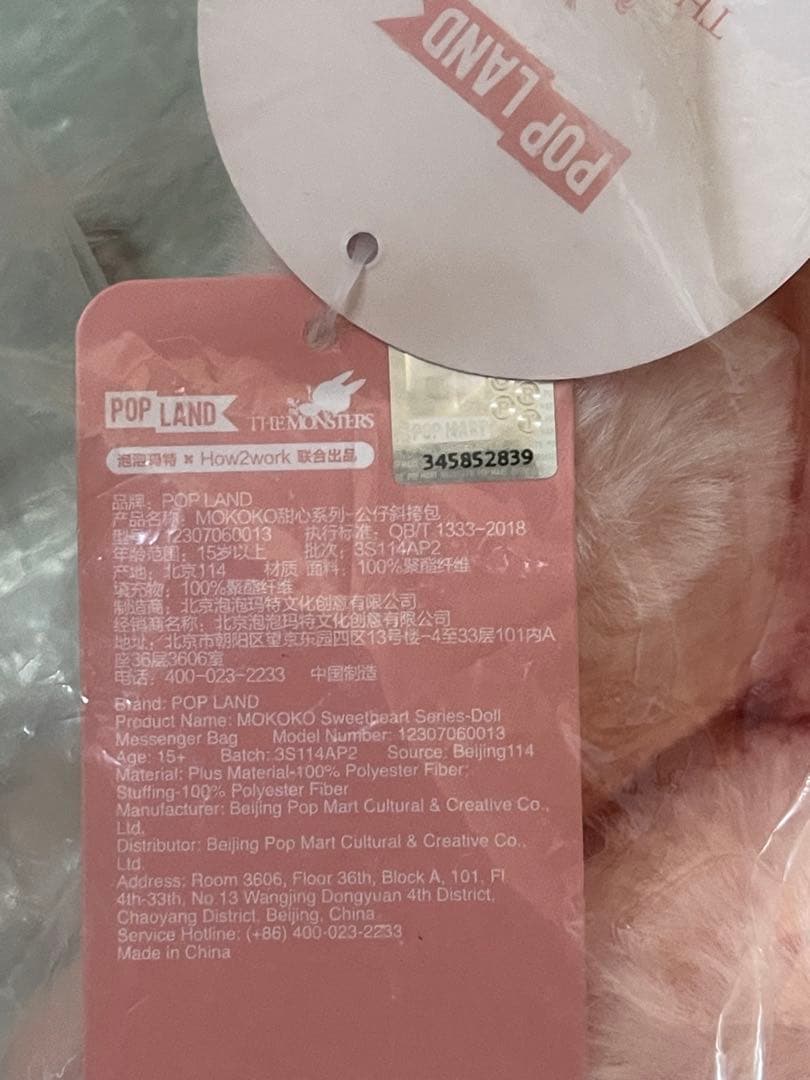 TH
POP LAND
POP LAND
THE MONSTERS
泡泡玛特 × How2work 联合出品
POP MART
345852839
品牌：POP LAND
产品名称：MOKOKO甜心系列-公仔斜挎包
型号：12307060013 执行标准：QB/T 1333-2018
年龄范围：15岁以上 批次：3S114AP2
产地：北京114 材质 面料：100%聚酯纤维
填充物：100%聚酯纤维
制造商：北京泡泡玛特文化创意有限公司
经销商名称：北京泡泡玛特文化创意有限公司
地址：北京市朝阳区望京东园四区13号楼-4至33层101内A
座36层3606室
电话：400-023-2233 中国制造
Brand: POP LAND
Product Name: MOKOKO Sweetheart Series-Doll
Messenger Bag Model Number: 12307060013
Age: 15+ Batch: 3S114AP2 Source: Beijing114
Material: Plus Material-100% Polyester Fiber;
Stuffing-100% Polyester Fiber
Manufacturer: Beijing Pop Mart Cultural & Creative Co.,
Ltd.
Distributor: Beijing Pop Mart Cultural & Creative Co.,
Ltd.
Address: Room 3606, Floor 36th, Block A, 101, Fl
4th-33th, No 13 Wangjing Dongyuan 4th District,
Chaoyang District, Beijing, China
Service Hotline: (+86) 400-023-2233
Made in China